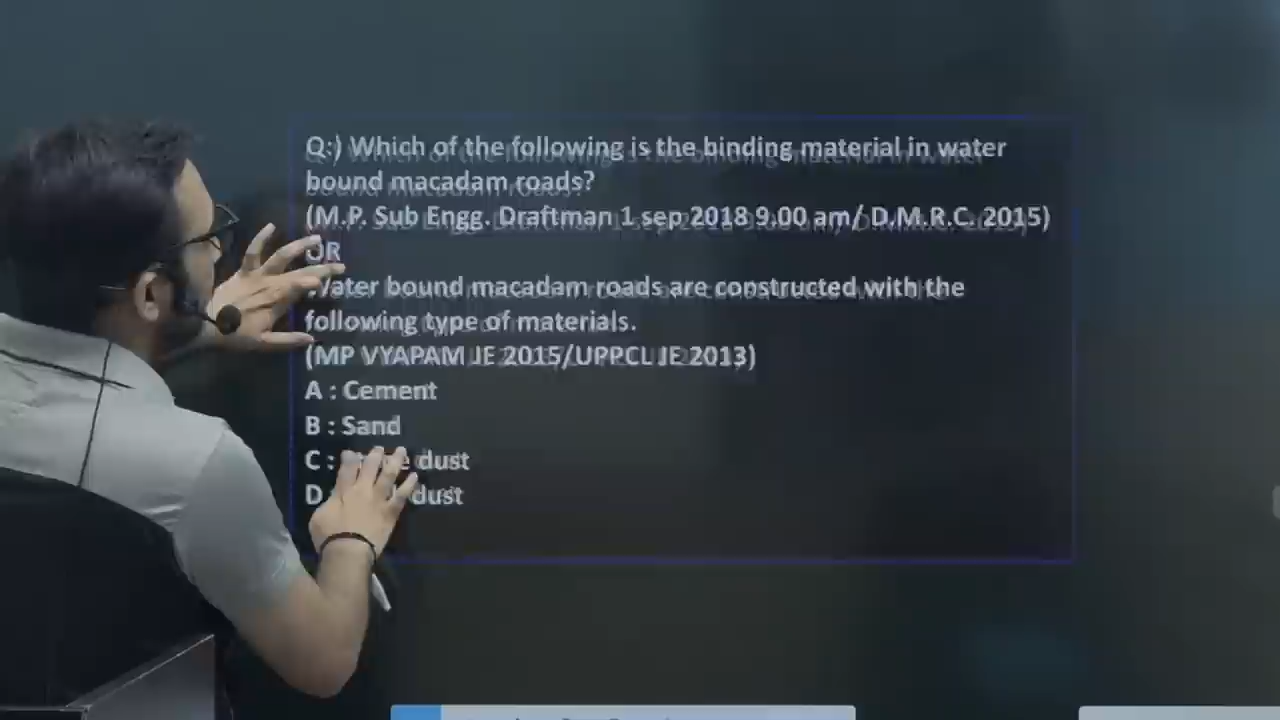 Q:) Which of the following is the binding material in water
bound macadam roads?
(M.P. Sub Engg. Draftman 1 sep 2018 9.00 am/ D.M.R.C. 2015)
OR
bound macadam roads are constructed with the
following type of materials.
(MP VYAPAM JE 2015/UPPCL JE 2013)
A : Cement
B : Sand
C : dust
D dust